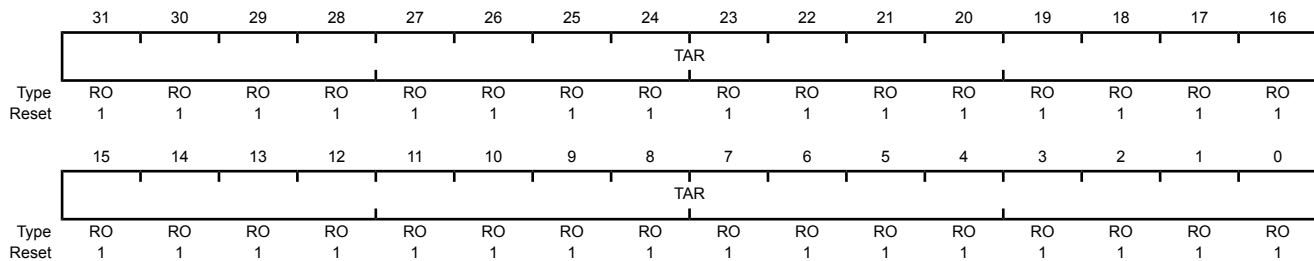 31 30 29 28 27 26 25 24 23 22 21 20 19 18 17 16
TAR
Type RO RO RO RO RO RO RO RO RO RO RO RO RO RO RO RO
Reset 1 1 1 1 1 1 1 1 1 1 1 1 1 1 1 1
15 14 13 12 11 10 9 8 7 6 5 4 3 2 1 0
TAR
Type RO RO RO RO RO RO RO RO RO RO RO RO RO RO RO RO
Reset 1 1 1 1 1 1 1 1 1 1 1 1 1 1 1 1